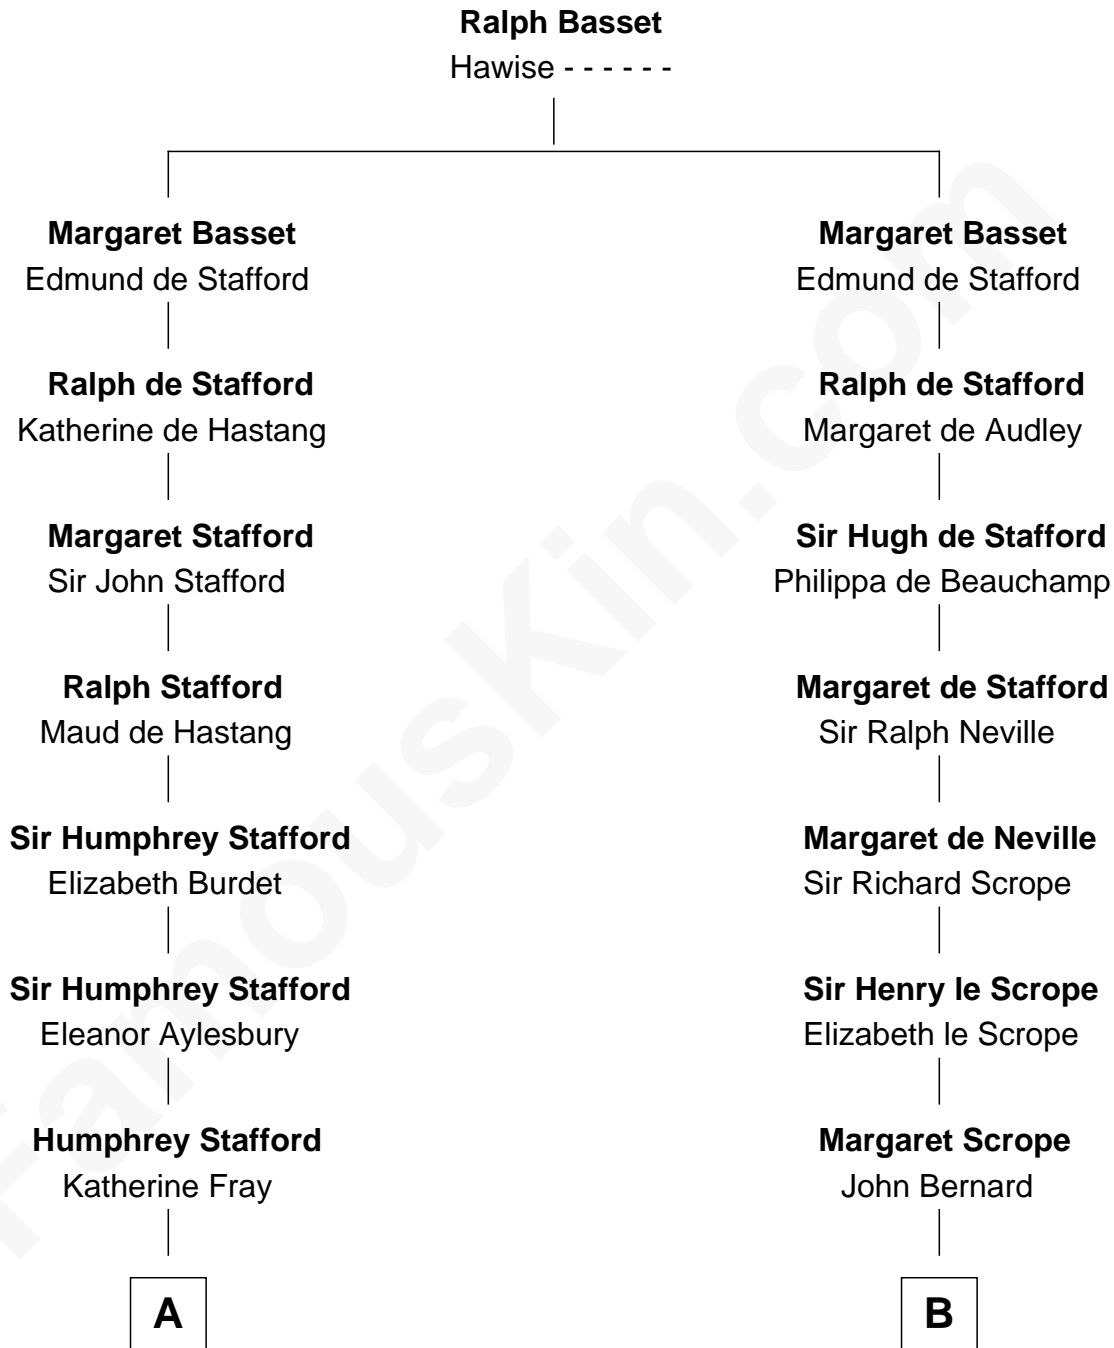 Ralph Basset
Hawise - - - - - -
Margaret Basset
Edmund de Stafford
Ralph de Stafford
Katherine de Hastang
Margaret Stafford
Sir John Stafford
Ralph Stafford
Maud de Hastang
Sir Humphrey Stafford
Elizabeth Burdet
Sir Humphrey Stafford
Eleanor Aylesbury
Humphrey Stafford
Katherine Fray
A
Margaret Basset
Edmund de Stafford
Ralph de Stafford
Margaret de Audley
Sir Hugh de Stafford
Philippa de Beauchamp
Margaret de Stafford
Sir Ralph Neville
Margaret de Neville
Sir Richard Scrope
Sir Henry le Scrope
Elizabeth le Scrope
Margaret Scrope
John Bernard
B
FamousKin.com